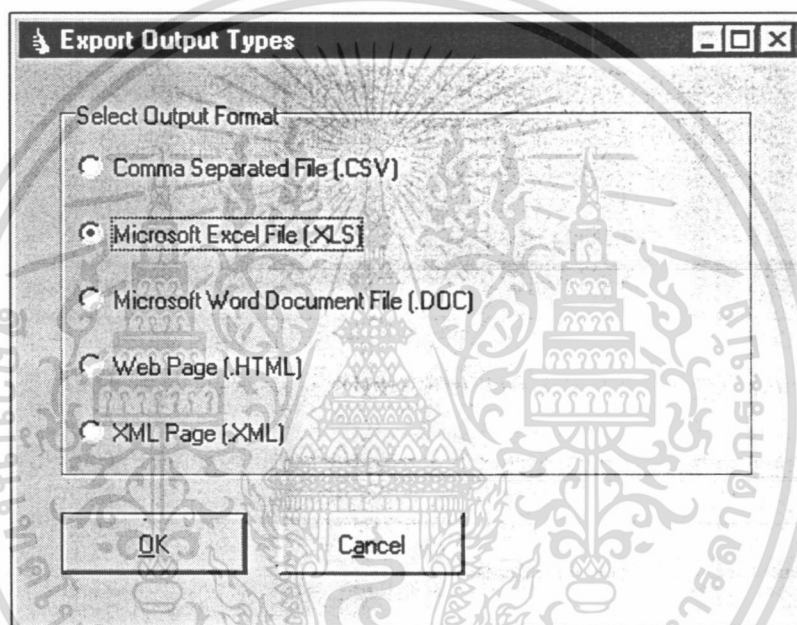 Export Output Types
Select Output Format
Comma Separated File (.CSV)
Microsoft Excel File (.XLS)
Microsoft Word Document File (.DOC)
Web Page (.HTML)
XML Page (.XML)
OK
Cancel